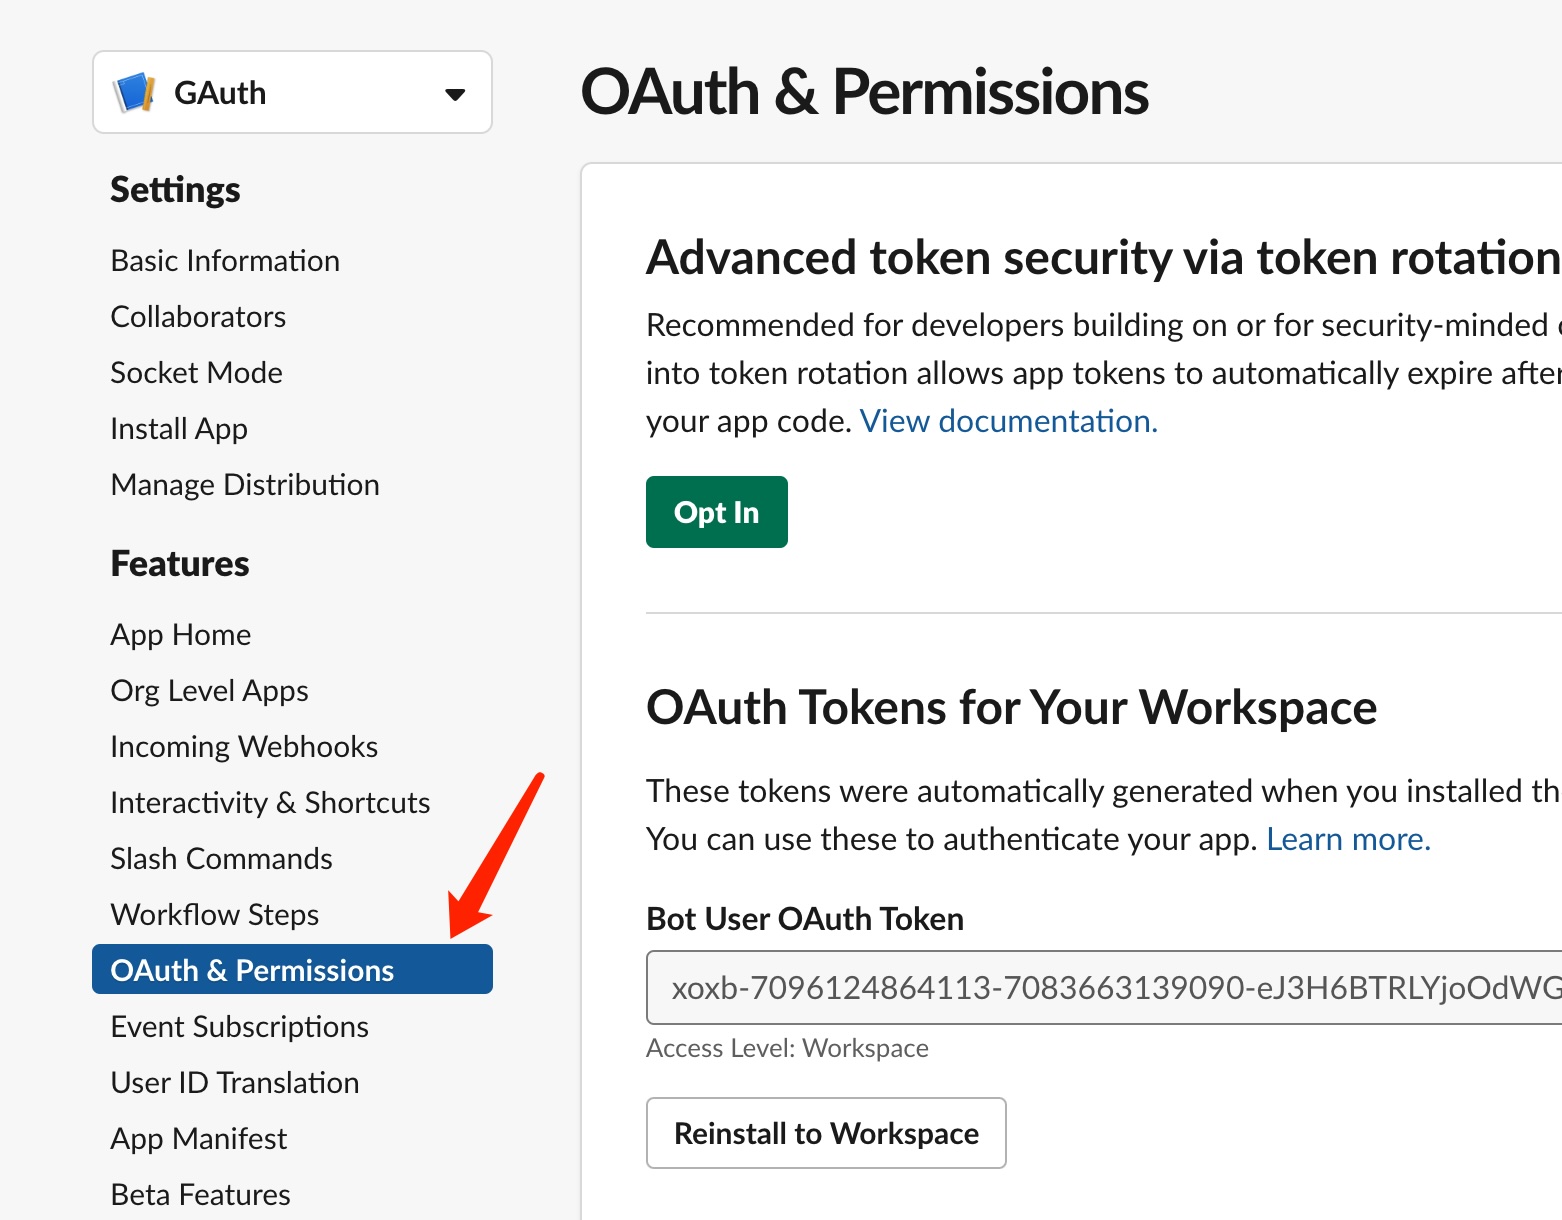 GAuth
Settings
Basic Information
Collaborators
Socket Mode
Install App
Manage Distribution
Features
App Home
Org Level Apps
Incoming Webhooks
Interactivity & Shortcuts
Slash Commands
Workflow Steps
OAuth & Permissions
Event Subscriptions
User ID Translation
App Manifest
Beta Features
OAuth & Permissions
Advanced token security via token rotation
Recommended for developers building on or for security-minded
into token rotation allows app tokens to automatically expire after
your app code. View documentation.
Opt In
OAuth Tokens for Your Workspace
These tokens were automatically generated when you installed th
You can use these to authenticate your app. Learn more.
Bot User OAuth Token
xoxb-7096124864113-7083663139090-eJ3H6BTRLYjoOdWG
Access Level: Workspace
Reinstall to Workspace